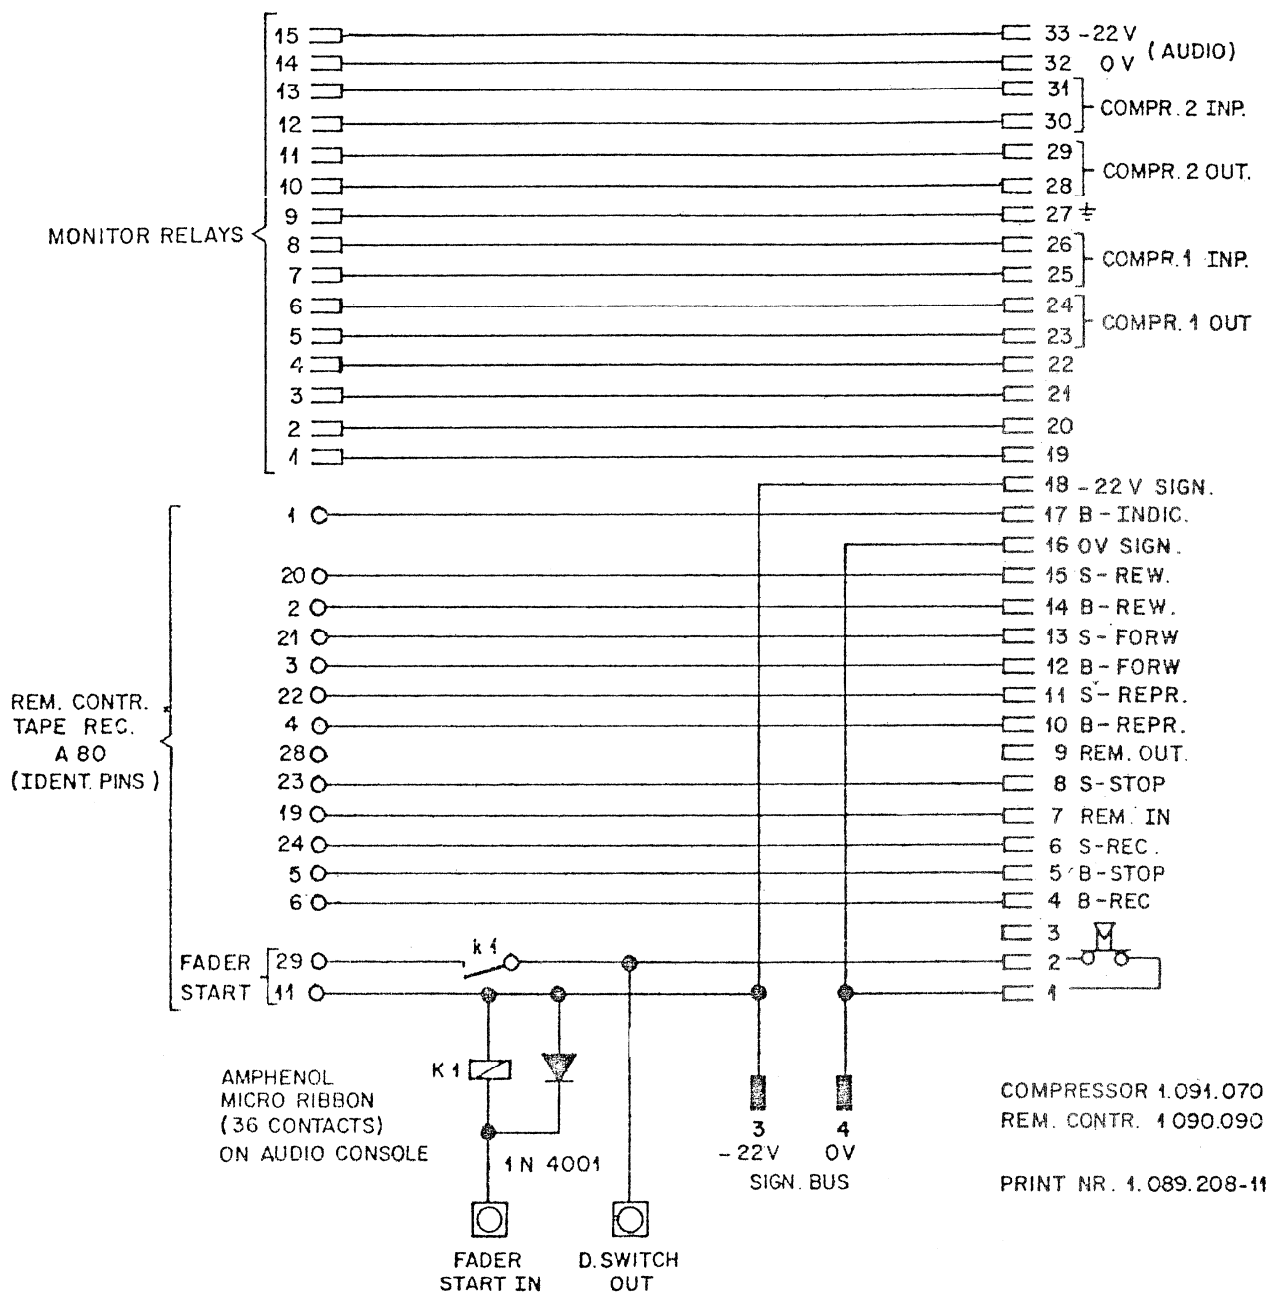 15 33 -22 V
14 32 0 V (AUDIO)
13 31
12 30 COMPR. 2 INP.
11 29
10 28 COMPR. 2 OUT.
9 27
MONITOR RELAYS
8 26
7 25 COMPR. 1 INP.
6 24
5 23 COMPR. 1 OUT
4 22
3 21
2 20
1 19
18 -22 V SIGN.
1 17 B-INDIC.
16 0V SIGN.
20 15 S-REW.
2 14 B-REW.
21 13 S-FORW
3 12 B-FORW
22 11 S-REPR.
4 10 B-REPR.
28 9 REM. OUT.
23 8 S-STOP
19 7 REM. IN
24 6 S-REC.
5 5 B-STOP
6 4 B-REC
REM. CONTR.
TAPE REC.
A 80
(IDENT. PINS)
3
k 1
FADER 29 2
START 11 1
K 1
AMPHENOL
MICRO RIBBON
(36 CONTACTS)
ON AUDIO CONSOLE
1N 4001
3 4
-22V 0V
SIGN. BUS
COMPRESSOR 1.091.070
REM. CONTR. 1 090.090
PRINT NR. 1.089.208-11
FADER
START IN
D. SWITCH
OUT